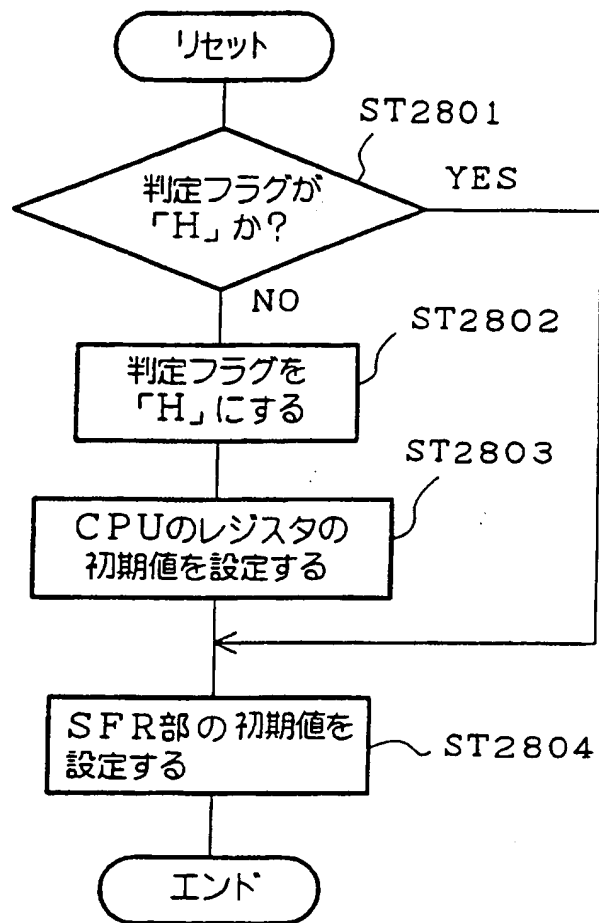 リセット
ST2801
判定フラグが
「H」か?
YES
NO
ST2802
判定フラグを
「H」にする
ST2803
CPUのレジスタの
初期値を設定する
SFR部の初期値を
設定する
ST2804
エンド